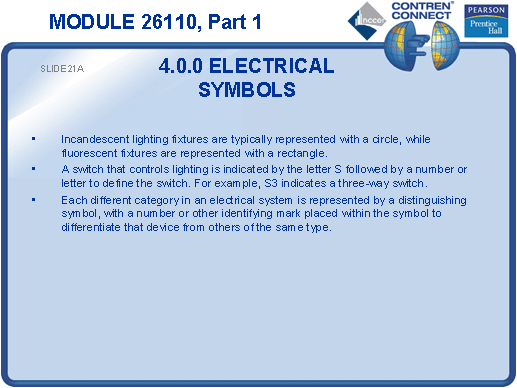 MODULE 26110, Part 1
nccer
CONTREN®
CONNECT
PEARSON
Prentice
Hall
SLIDE 21A
4.0.0 ELECTRICAL
SYMBOLS
• Incandescent lighting fixtures are typically represented with a circle, while
fluorescent fixtures are represented with a rectangle.
• A switch that controls lighting is indicated by the letter S followed by a number or
letter to define the switch. For example, S3 indicates a three-way switch.
• Each different category in an electrical system is represented by a distinguishing
symbol, with a number or other identifying mark placed within the symbol to
differentiate that device from others of the same type.